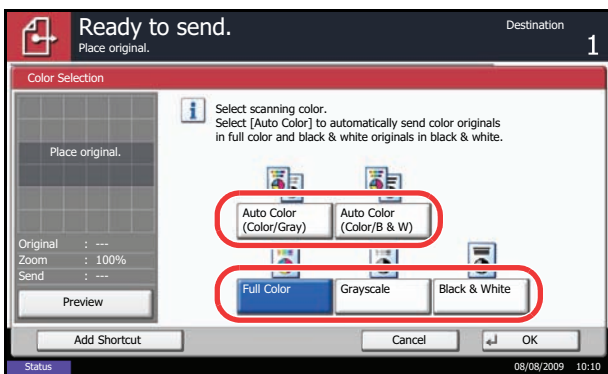 Ready to send.
Place original.
Destination
1
Color Selection
Place original.
Select scanning color.
Select [Auto Color] to automatically send color originals
in full color and black & white originals in black & white.
Auto Color
(Color/Gray)
Auto Color
(Color/B & W)
Original : ---
Zoom : 100%
Send : ---
Preview
Full Color
Grayscale
Black & White
Add Shortcut
Cancel
OK
Status
08/08/2009 10:10